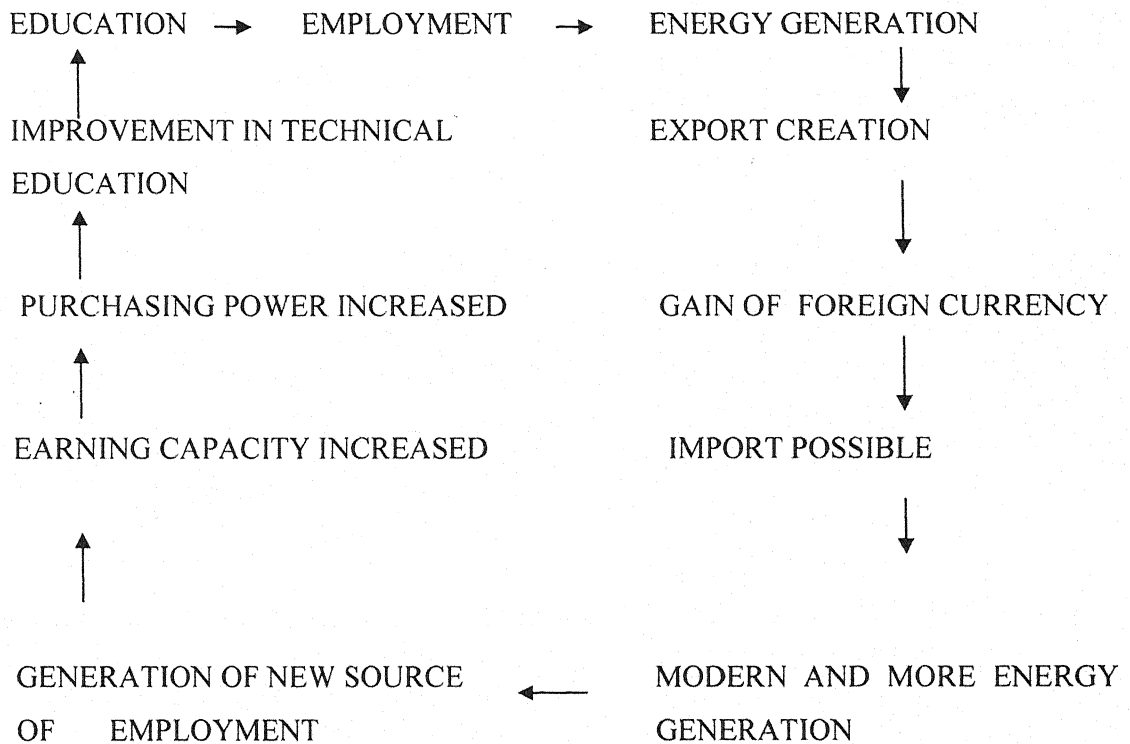 EDUCATION → EMPLOYMENT → ENERGY GENERATION
IMPROVEMENT IN TECHNICAL EXPORT CREATION
EDUCATION
PURCHASING POWER INCREASED GAIN OF FOREIGN CURRENCY
EARNING CAPACITY INCREASED IMPORT POSSIBLE
GENERATION OF NEW SOURCE ← MODERN AND MORE ENERGY
OF EMPLOYMENT GENERATION